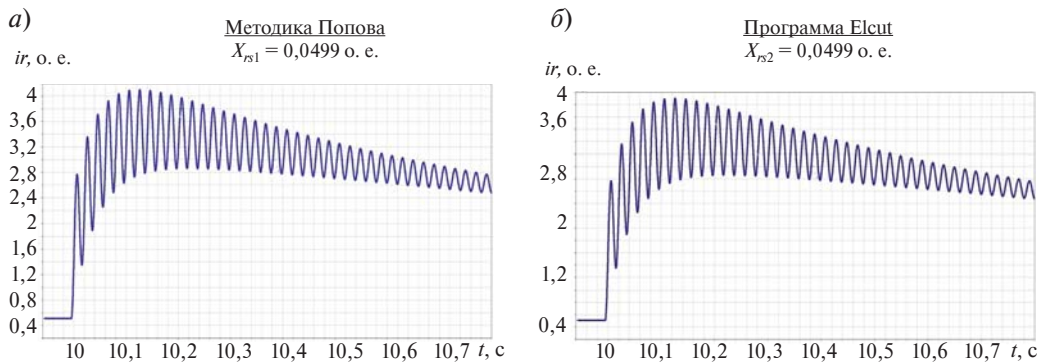 а)
Методика Попова
X_rs1 = 0,0499 о. е.
ir, о. е.
4
3,6
3,2
2,8
2,4
2
1,6
1,2
0,8
0,4
10 10,1 10,2 10,3 10,4 10,5 10,6 10,7 t, с
б)
Программа Elcut
X_rs2 = 0,0499 о. е.
ir, о. е.
4
3,6
2,8
2
1,2
0,4
10 10,1 10,2 10,3 10,4 10,5 10,6 10,7 t, с